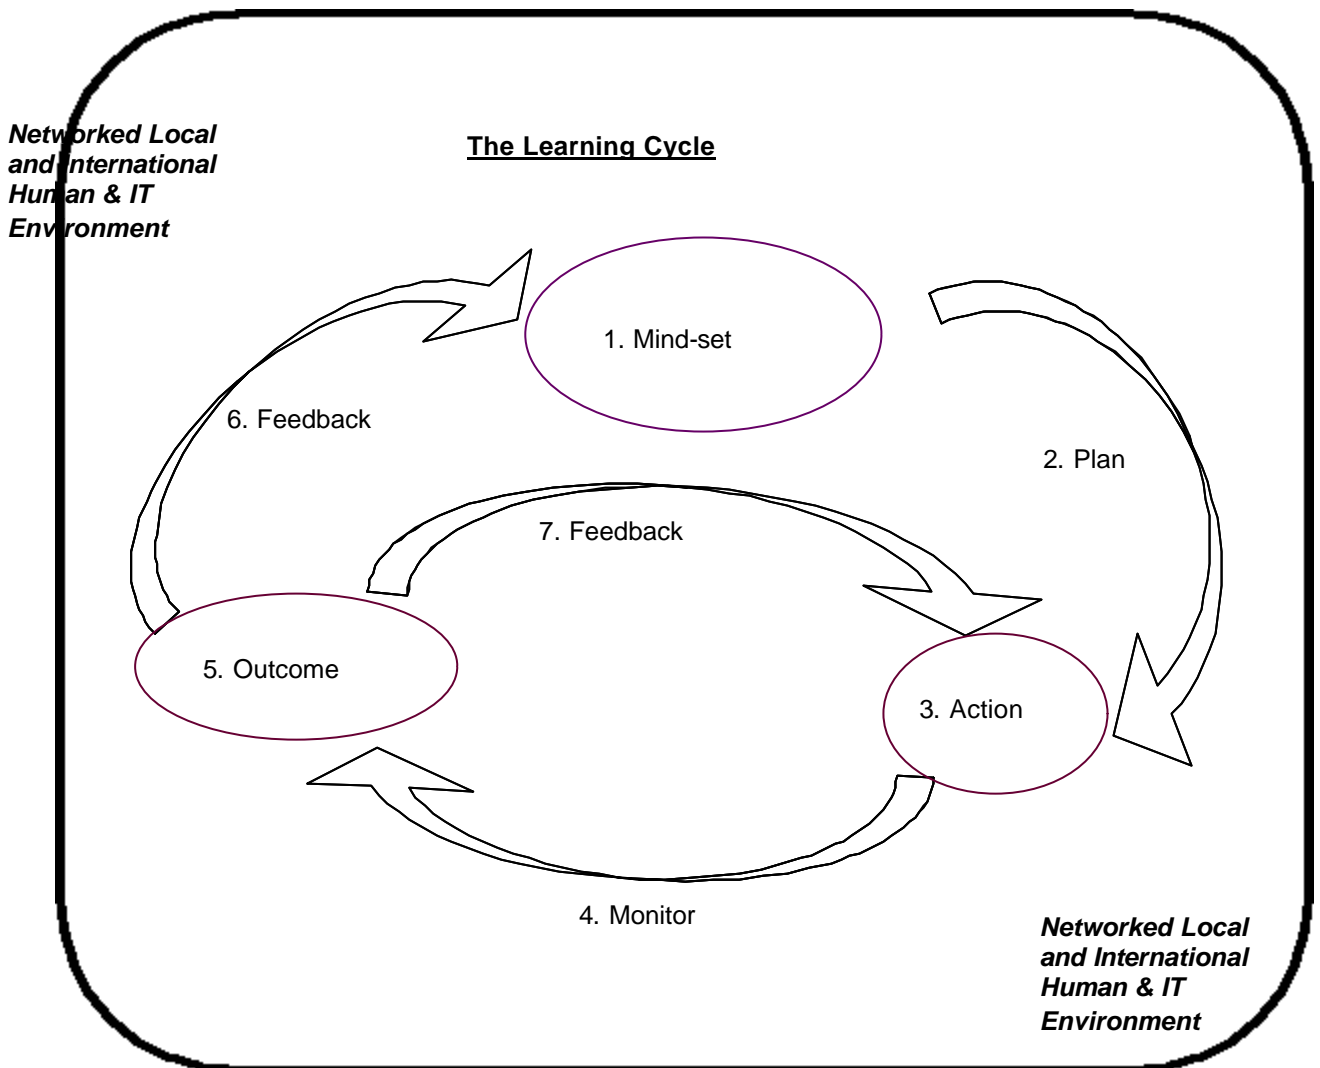 Networked Local
and International
Human & IT
Environment
The Learning Cycle
1. Mind-set
6. Feedback
2. Plan
7. Feedback
5. Outcome
3. Action
4. Monitor
Networked Local
and International
Human & IT
Environment